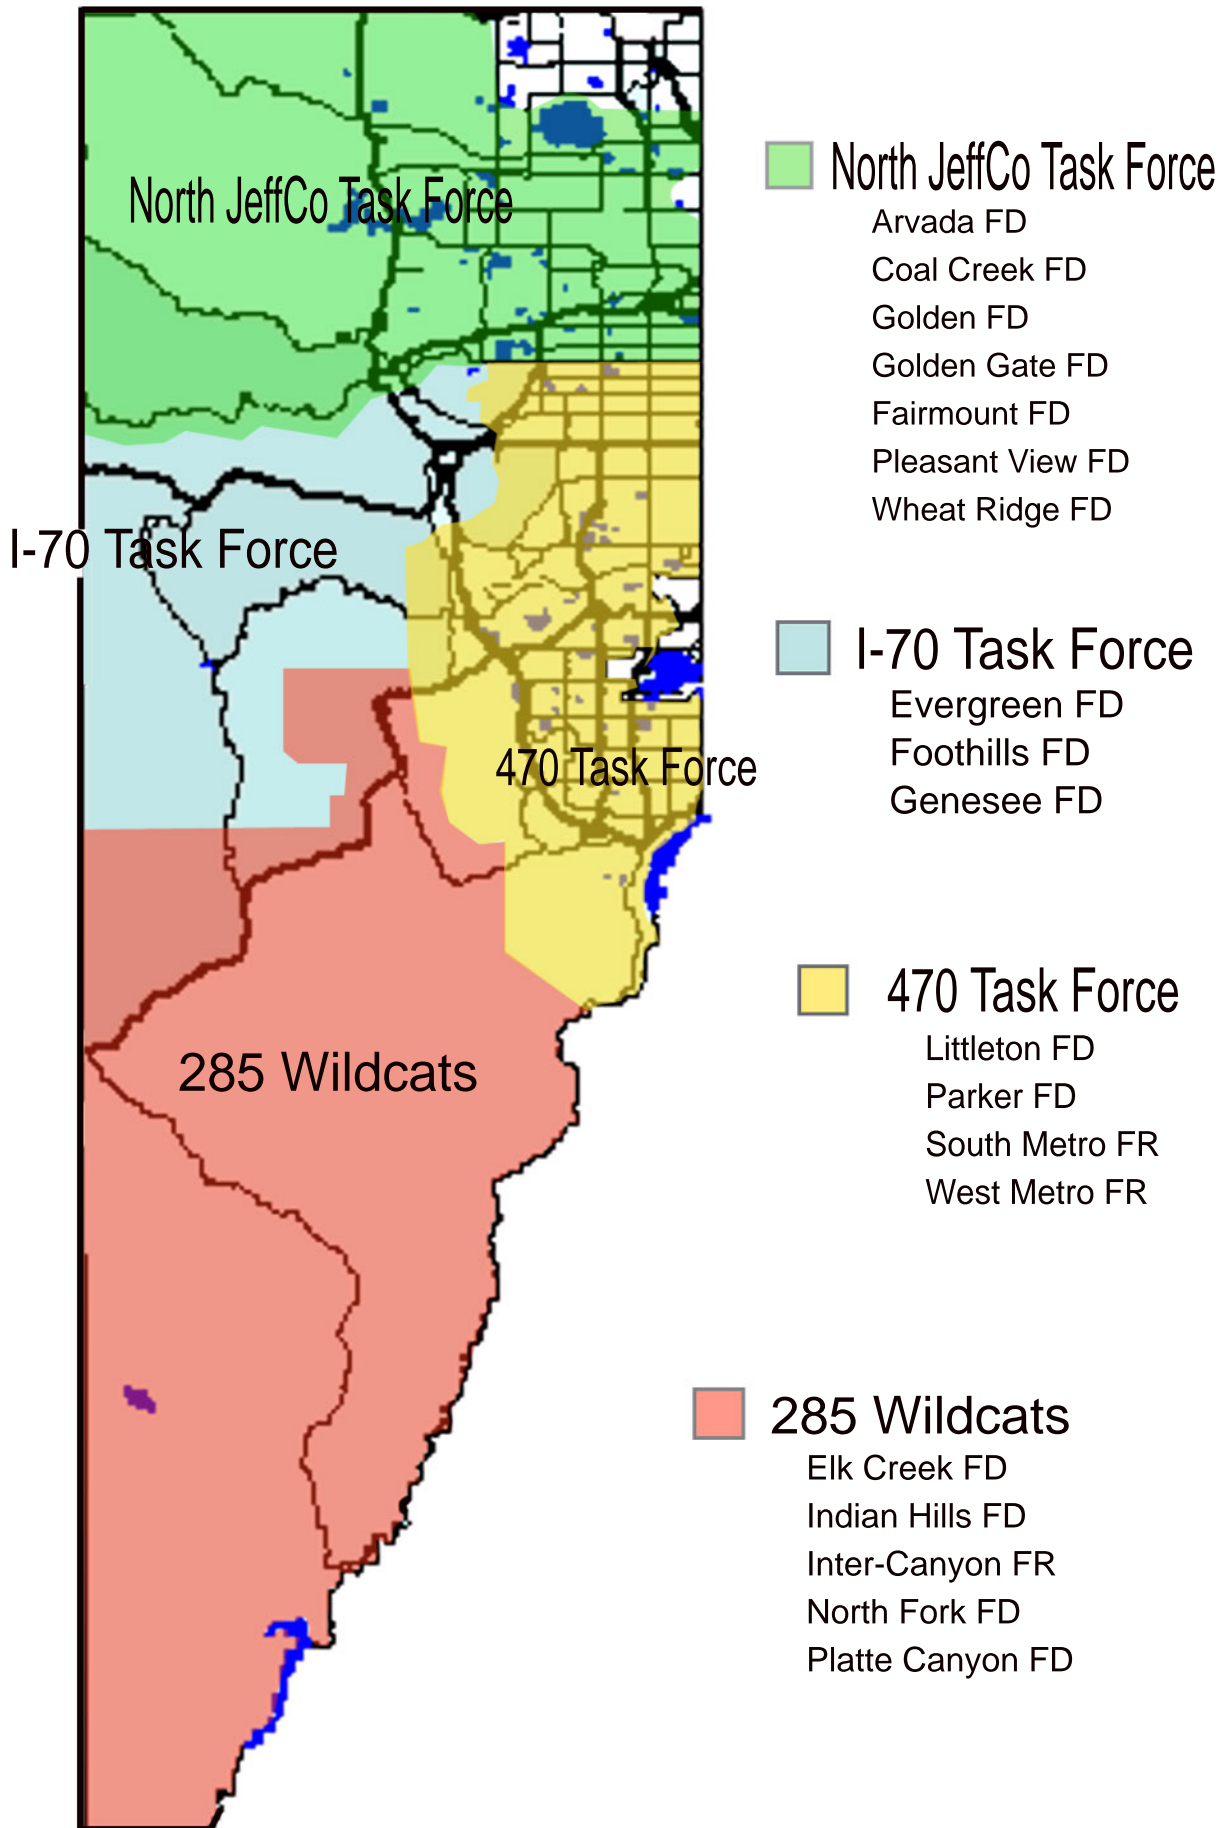 North JeffCo Task Force
I-70 Task Force
470 Task Force
285 Wildcats
North JeffCo Task Force
Arvada FD
Coal Creek FD
Golden FD
Golden Gate FD
Fairmount FD
Pleasant View FD
Wheat Ridge FD
I-70 Task Force
Evergreen FD
Foothills FD
Genesee FD
470 Task Force
Littleton FD
Parker FD
South Metro FR
West Metro FR
285 Wildcats
Elk Creek FD
Indian Hills FD
Inter-Canyon FR
North Fork FD
Platte Canyon FD